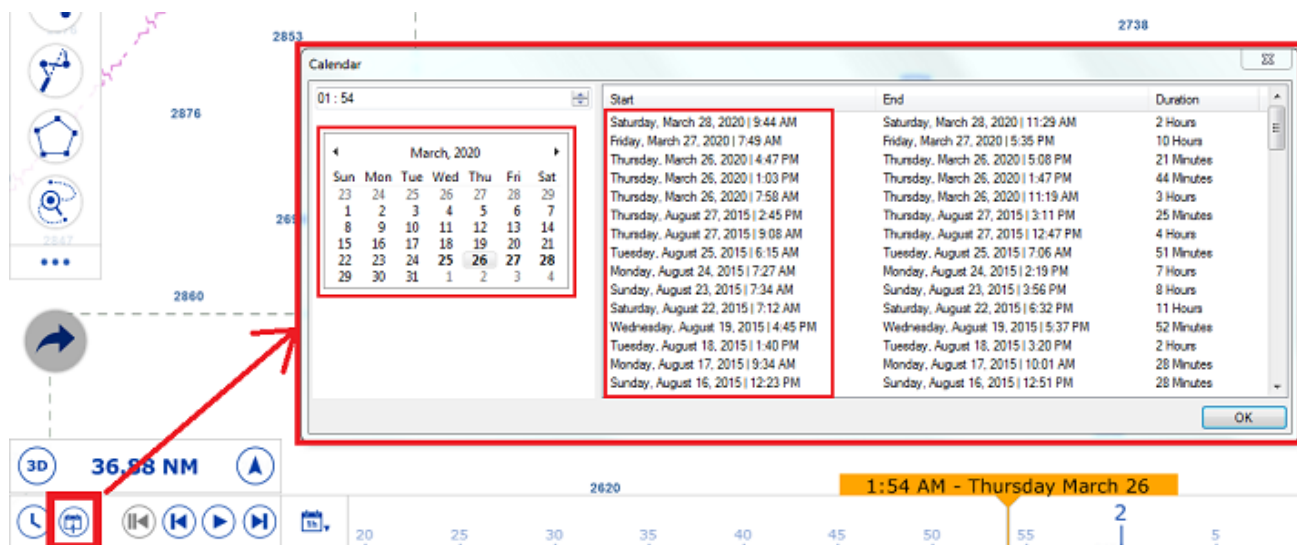 2738
2853
2876
2847
2860
Calendar
01 : 54
March, 2020
Sun Mon Tue Wed Thu Fri Sat
23 24 25 26 27 28 29
1 2 3 4 5 6 7
8 9 10 11 12 13 14
15 16 17 18 19 20 21
22 23 24 25 26 27 28
29 30 31 1 2 3 4
Start End Duration
Saturday, March 28, 2020 | 9:44 AM Saturday, March 28, 2020 | 11:29 AM 2 Hours
Friday, March 27, 2020 | 7:49 AM Friday, March 27, 2020 | 5:35 PM 10 Hours
Thursday, March 26, 2020 | 4:47 PM Thursday, March 26, 2020 | 5:08 PM 21 Minutes
Thursday, March 26, 2020 | 1:03 PM Thursday, March 26, 2020 | 1:47 PM 44 Minutes
Thursday, March 26, 2020 | 7:58 AM Thursday, March 26, 2020 | 11:19 AM 3 Hours
Thursday, August 27, 2015 | 2:45 PM Thursday, August 27, 2015 | 3:11 PM 25 Minutes
Thursday, August 27, 2015 | 9:08 AM Thursday, August 27, 2015 | 12:47 PM 4 Hours
Tuesday, August 25, 2015 | 6:15 AM Tuesday, August 25, 2015 | 7:06 AM 51 Minutes
Monday, August 24, 2015 | 7:27 AM Monday, August 24, 2015 | 2:19 PM 7 Hours
Sunday, August 23, 2015 | 7:34 AM Sunday, August 23, 2015 | 3:56 PM 8 Hours
Saturday, August 22, 2015 | 7:12 AM Saturday, August 22, 2015 | 6:32 PM 11 Hours
Wednesday, August 19, 2015 | 4:45 PM Wednesday, August 19, 2015 | 5:37 PM 52 Minutes
Tuesday, August 18, 2015 | 1:40 PM Tuesday, August 18, 2015 | 3:20 PM 2 Hours
Monday, August 17, 2015 | 9:34 AM Monday, August 17, 2015 | 10:01 AM 28 Minutes
Sunday, August 16, 2015 | 12:23 PM Sunday, August 16, 2015 | 12:51 PM 28 Minutes
OK
3D 36.88 NM
2620
1:54 AM - Thursday March 26
1h
20 25 30 35 40 45 50 55 2 5